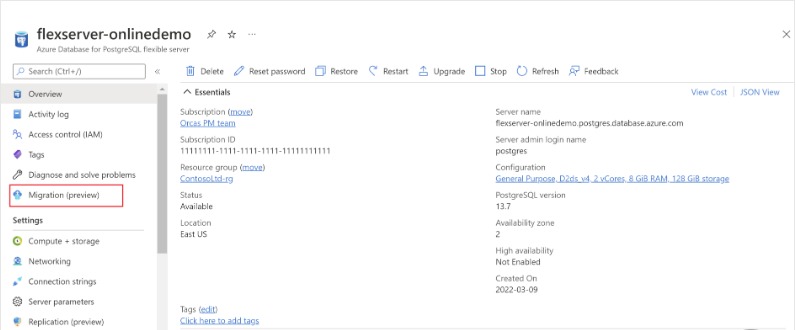 flexserver-onlinedemo
Azure Database for PostgreSQL flexible server
Search (Ctrl+/)
«
Delete
Reset password
Restore
Restart
Upgrade
Stop
Refresh
Feedback
Overview
Activity log
Access control (IAM)
Tags
Diagnose and solve problems
Migration (preview)
Settings
Compute + storage
Networking
Connection strings
Server parameters
Replication (preview)
Essentials
View Cost
JSON View
Subscription (move)
Orcas PM team
Subscription ID
11111111-1111-1111-1111-11111111111
Resource group (move)
ContosoLtd-rg
Status
Available
Location
East US
Server name
flexserver-onlinedemo.postgres.database.azure.com
Server admin login name
postgres
Configuration
General Purpose, D2ds_v4, 2 vCores, 8 GiB RAM, 128 GiB storage
PostgreSQL version
13.7
Availability zone
2
High availability
Not Enabled
Created On
2022-03-09
Tags (edit)
Click here to add tags